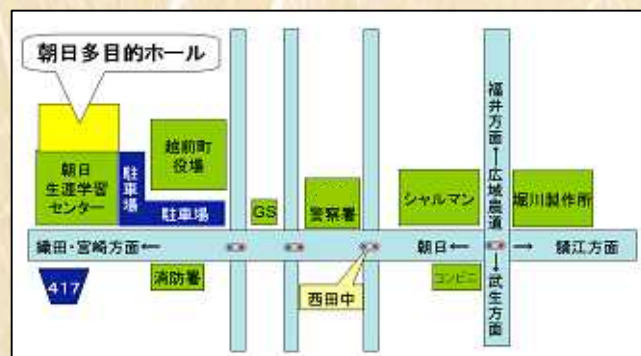 朝日多目的ホール
朝日
生涯学習
センター
駐車場
越前町
役場
駐車場
GS
警察署
シャルマン
福井方面←広域農道→武生方面
堀川製作所
織田・宮崎方面←
朝日←
→ 鯖江方面
417
消防署
西田中
コンビニ